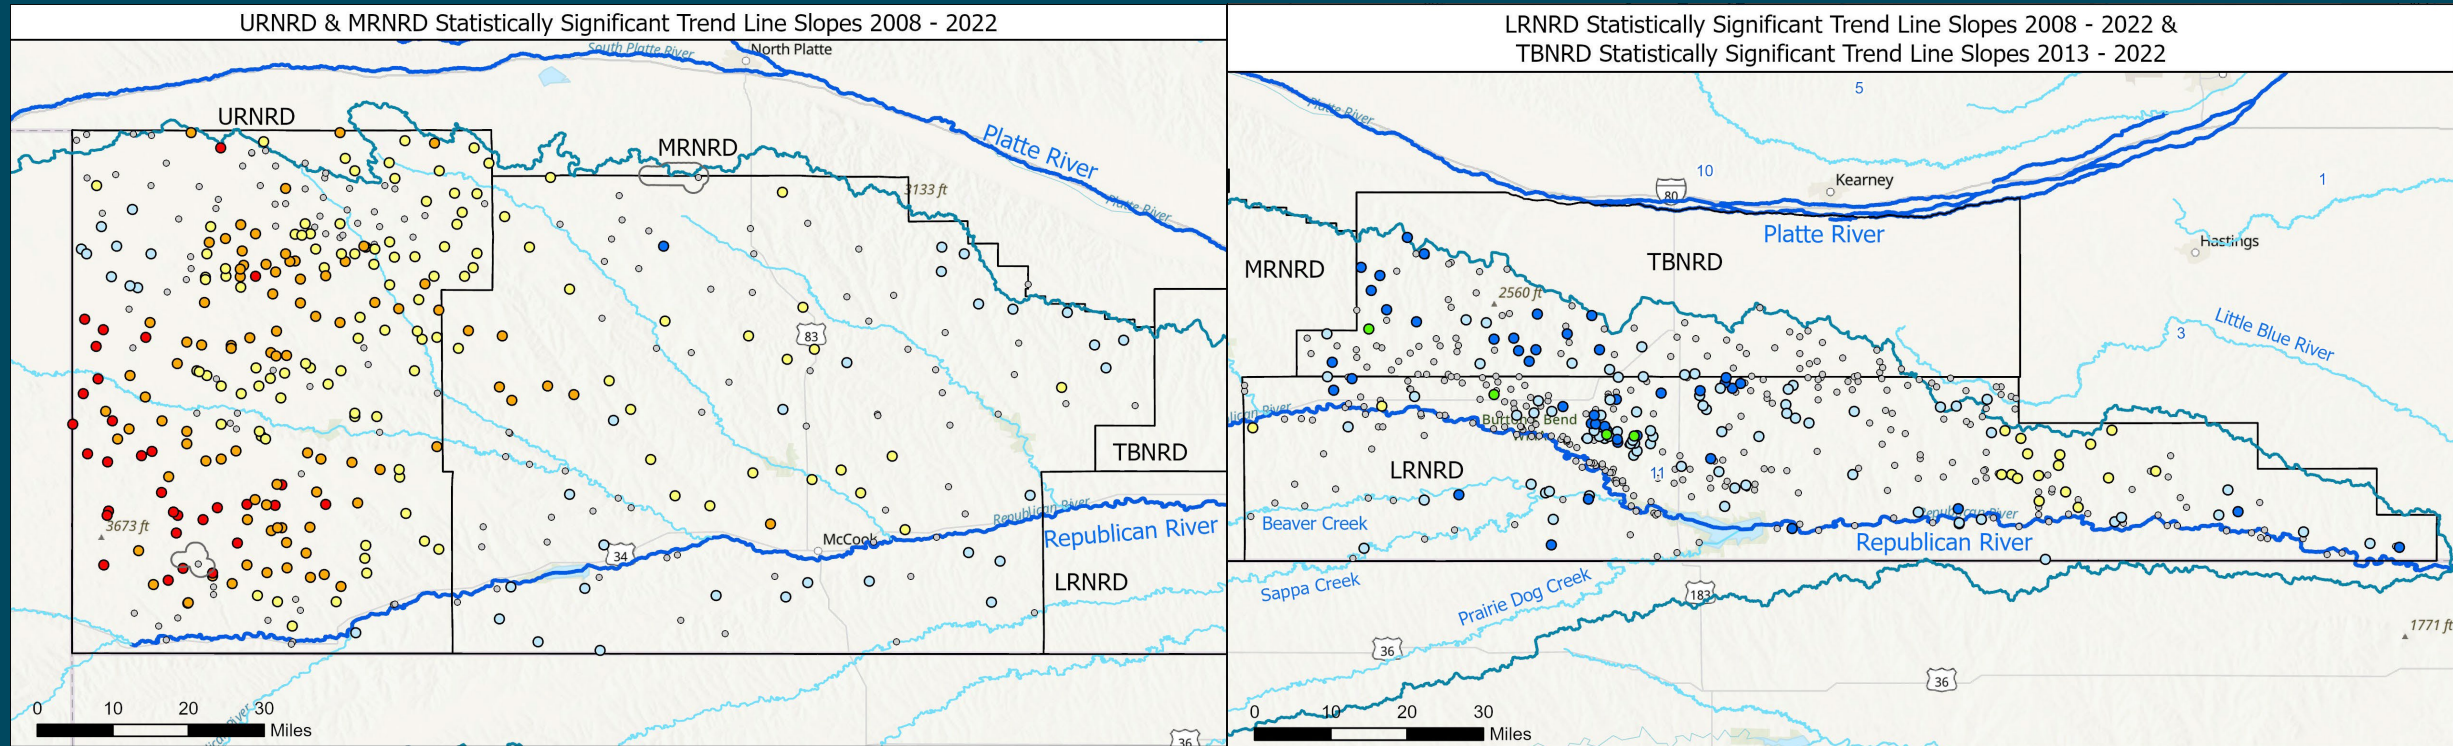 URNRD & MRNRD Statistically Significant Trend Line Slopes 2008 - 2022
South Platte River
North Platte
URNRD
MRNRD
Platte River
3133 ft
Platte River
83
TBNRD
3673 ft
Republican River
Republican River
McCook
34
LRNRD
0 10 20 30
Miles
36
LRNRD Statistically Significant Trend Line Slopes 2008 - 2022 &
TBNRD Statistically Significant Trend Line Slopes 2013 - 2022
5
Platte River
10
1
80
Kearney
Platte River
Hastings
MRNRD
TBNRD
2560 ft
Little Blue River
3
Bend
LRNRD
11
Beaver Creek
Republican River
Republican River
Sappa Creek
Prairie Dog Creek
183
1771 ft
36
36
0 10 20 30
Miles